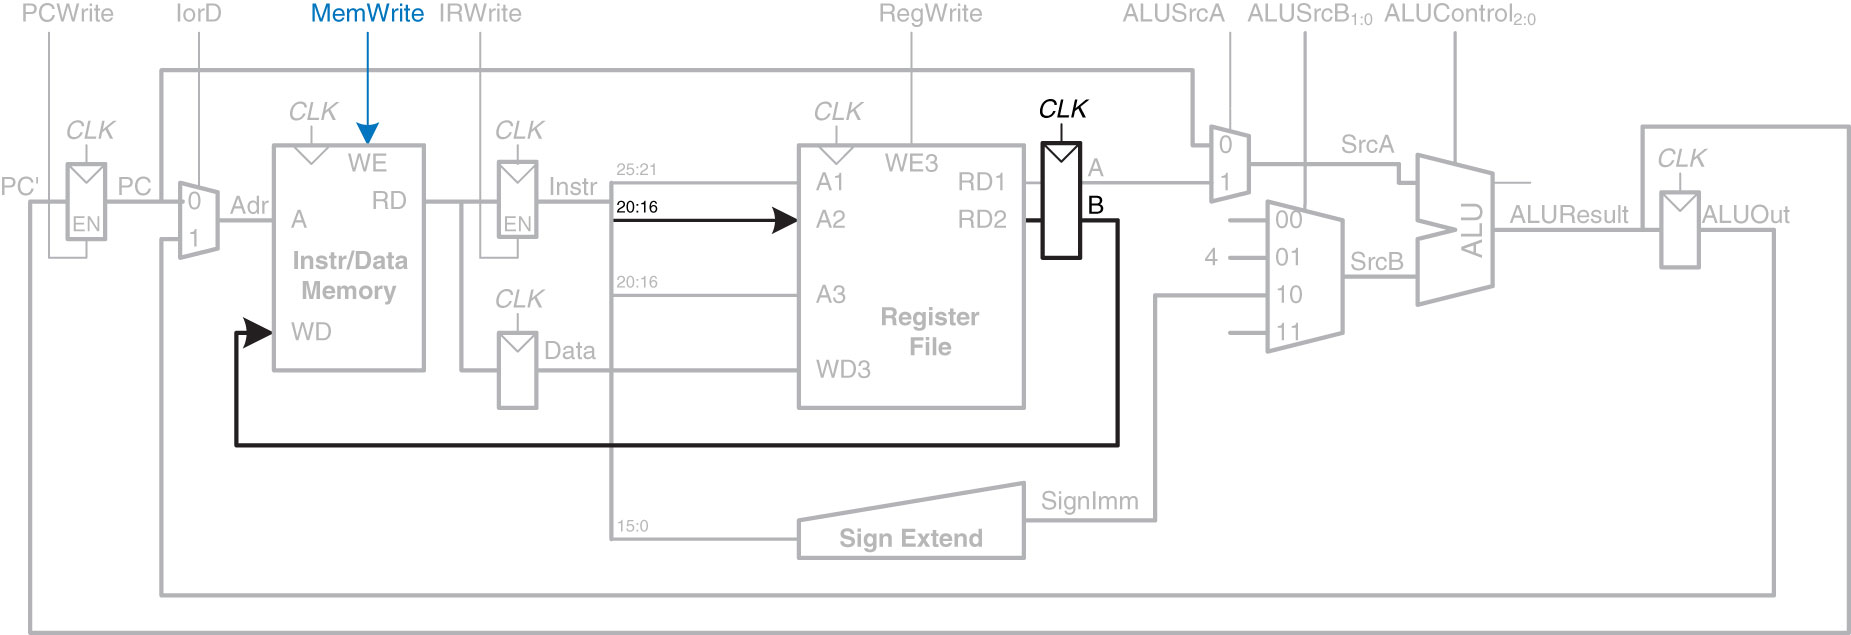 PCWrite IorD MemWrite IRWrite RegWrite ALUSrcA ALUSrcB1:0 ALUControl2:0
CLK CLK CLK CLK CLK CLK
PC' EN PC
0
1
Adr
WE
A RD
Instr/Data
Memory
WD
EN Instr
CLK
Data
25:21
20:16
20:16
15:0
WE3
A1 RD1
A2 RD2
A3
Register
File
WD3
A
B
Sign Extend
SignImm
0
1
SrcA
00
4 01
10
11
SrcB
ALU
ALUResult
ALUOut